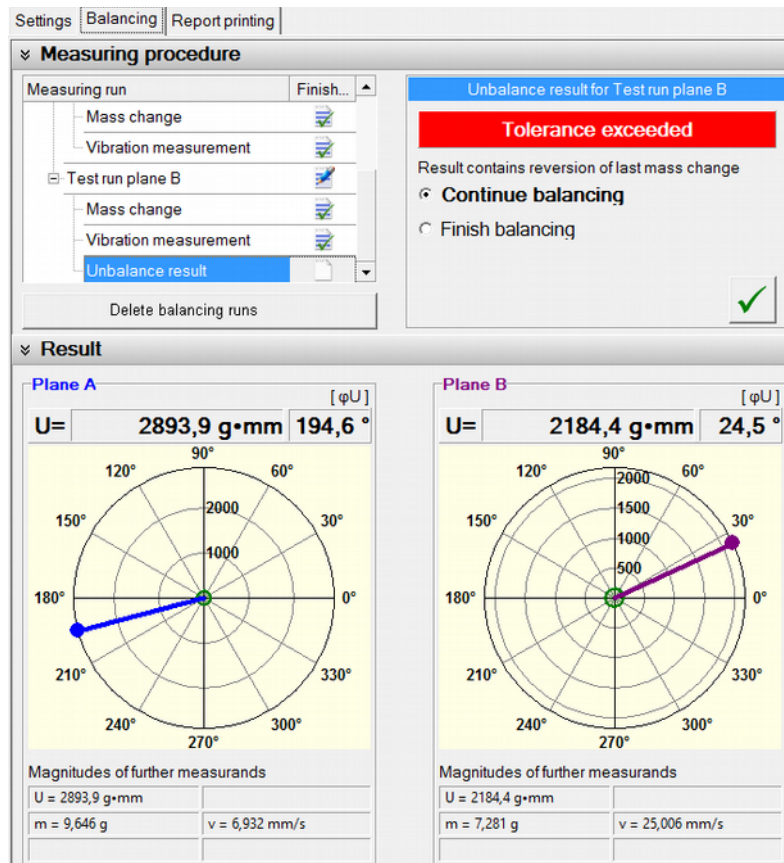 Settings Balancing Report printing
Measuring procedure
Measuring run Finish...
Mass change
Vibration measurement
Test run plane B
Mass change
Vibration measurement
Unbalance result
Delete balancing runs
Unbalance result for Test run plane B
Tolerance exceeded
Result contains reversion of last mass change
Continue balancing
Finish balancing
Result
Plane A
[ φU ]
U= 2893,9 g•mm 194,6 °
90°
120° 60°
2000
150° 30°
1000
180° 0°
210° 330°
240° 300°
270°
Magnitudes of further measurands
U = 2893,9 g•mm
m = 9,646 g v = 6,932 mm/s
Plane B
[ φU ]
U= 2184,4 g•mm 24,5 °
90°
120° 2000 60°
1500
150° 30°
1000
500
180° 0°
210° 330°
240° 300°
270°
Magnitudes of further measurands
U = 2184,4 g•mm
m = 7,281 g v = 25,006 mm/s